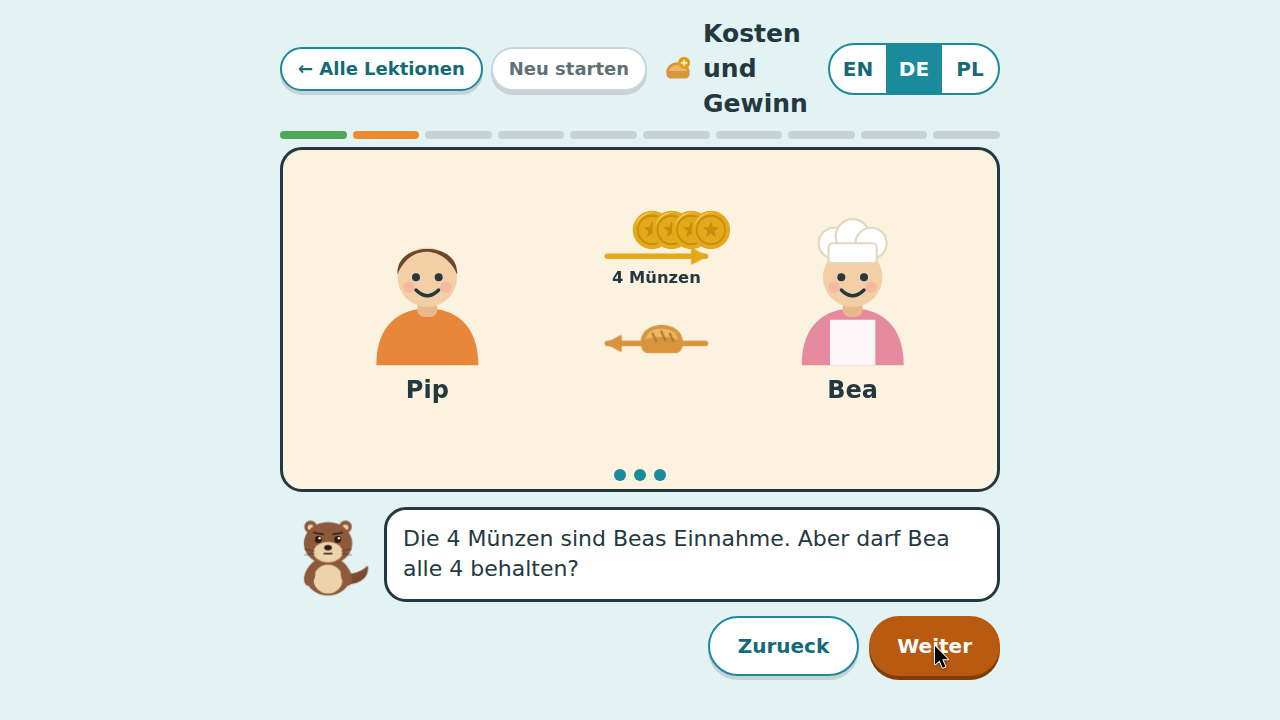 ← Alle Lektionen
Neu starten
Kosten
und
Gewinn
EN DE PL
4 Münzen
Pip
Bea
Die 4 Münzen sind Beas Einnahme. Aber darf Bea
alle 4 behalten?
Zurueck
Weiter